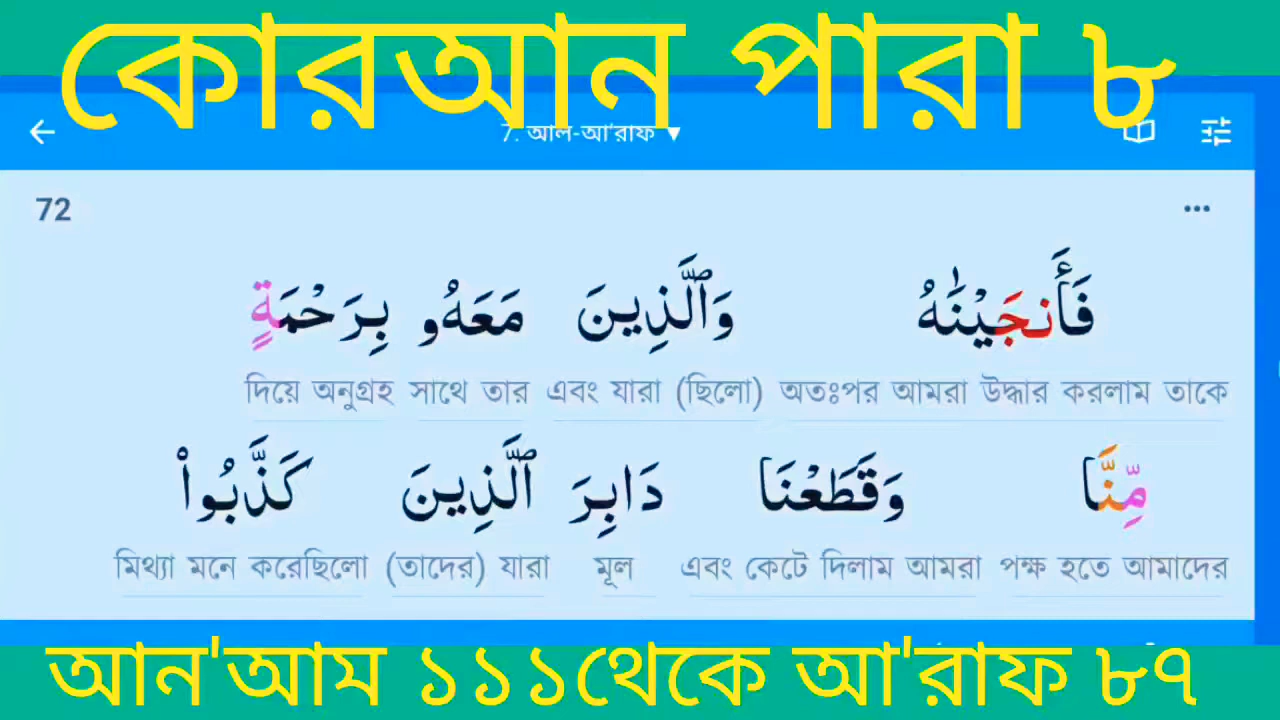 কোরআন পারা ৮
7. আল-আ'রাফ ▼
72
فَأَنجَيْنَٰهُ وَٱلَّذِينَ مَعَهُۥ بِرَحْمَةٍ
দিয়ে অনুগ্রহ সাথে তার এবং যারা (ছিলো) অতঃপর আমরা উদ্ধার করলাম তাকে
مِّنَّا وَقَطَعْنَا دَابِرَ ٱلَّذِينَ كَذَّبُوا۟
মিথ্যা মনে করেছিলো (তাদের) যারা মূল এবং কেটে দিলাম আমরা পক্ষ হতে আমাদের
আন'আম ১১১থেকে আ'রাফ ৮৭